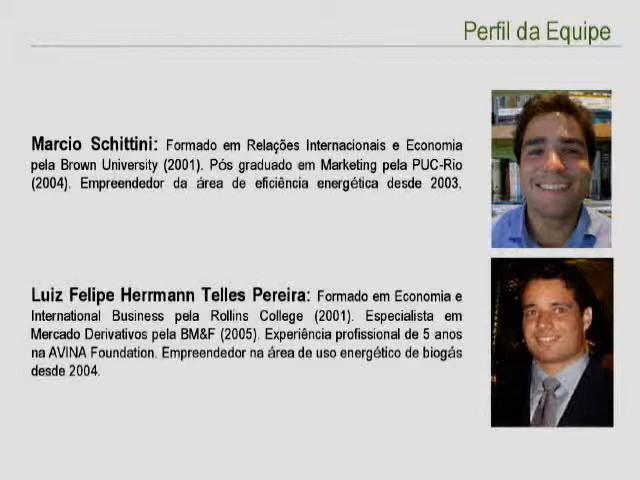 Perfil da Equipe
Marcio Schittini: Formado em Relações Internacionais e Economia
pela Brown University (2001). Pós graduado em Marketing pela PUC-Rio
(2004). Empreendedor da área de eficiência energética desde 2003.
Luiz Felipe Herrmann Telles Pereira: Formado em Economia e
International Business pela Rollins College (2001). Especialista em
Mercado Derivativos pela BM&F (2005). Experiência profissional de 5 anos
na AVINA Foundation. Empreendedor na área de uso energético de biogás
desde 2004.